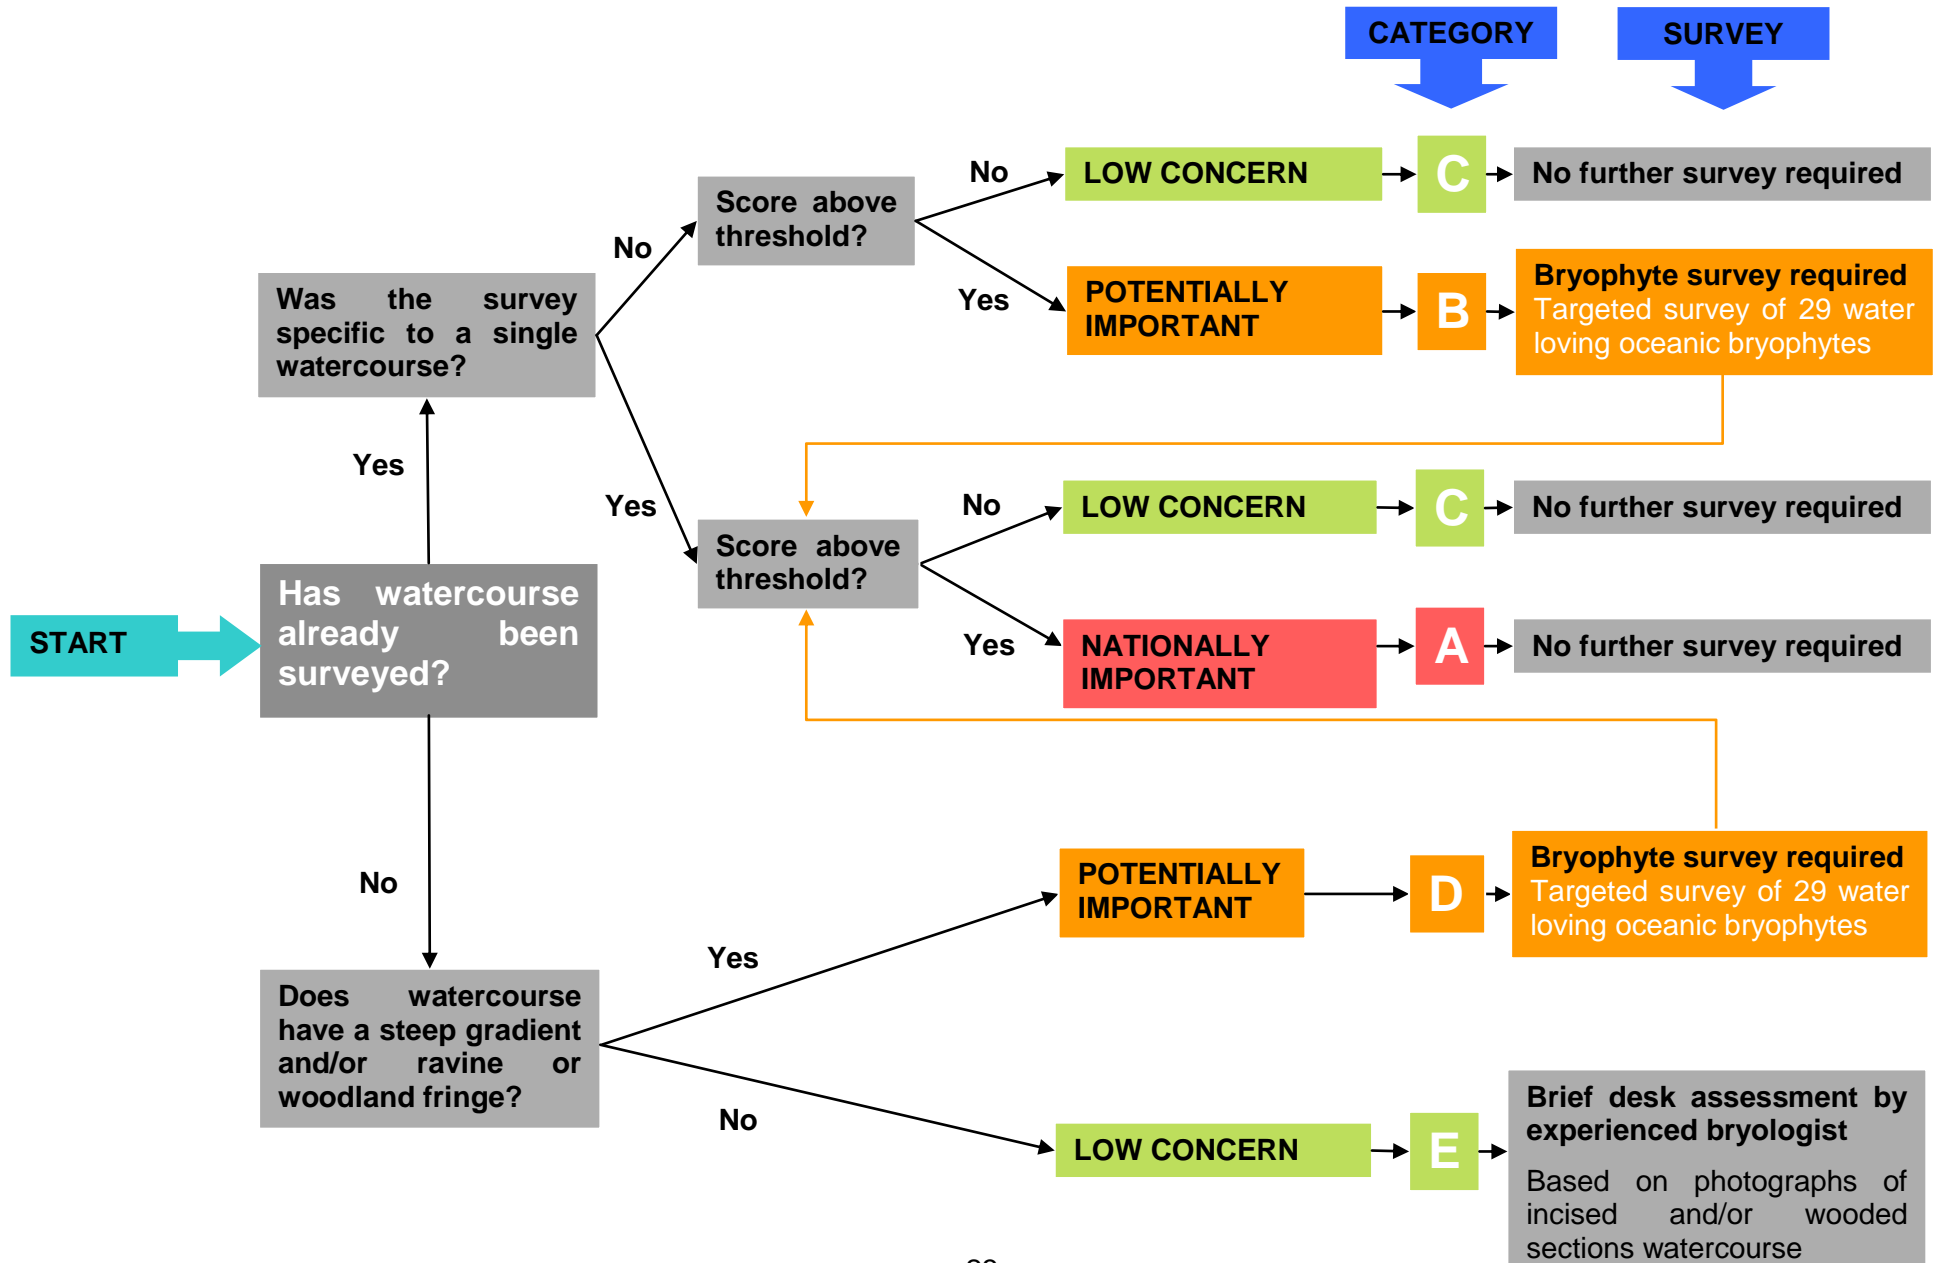 CATEGORY
SURVEY
No
LOW CONCERN
C
No further survey required
Score above
threshold?
No
Yes
POTENTIALLY
IMPORTANT
B
Bryophyte survey required
Targeted survey of 29 water
loving oceanic bryophytes
Was the survey
specific to a single
watercourse?
Yes
Yes
No
LOW CONCERN
C
No further survey required
Score above
threshold?
START
Has watercourse
already been
surveyed?
Yes
NATIONALLY
IMPORTANT
A
No further survey required
No
POTENTIALLY
IMPORTANT
D
Bryophyte survey required
Targeted survey of 29 water
loving oceanic bryophytes
Yes
Does watercourse
have a steep gradient
and/or ravine or
woodland fringe?
No
LOW CONCERN
E
Brief desk assessment by
experienced bryologist
Based on photographs of
incised and/or wooded
sections watercourse